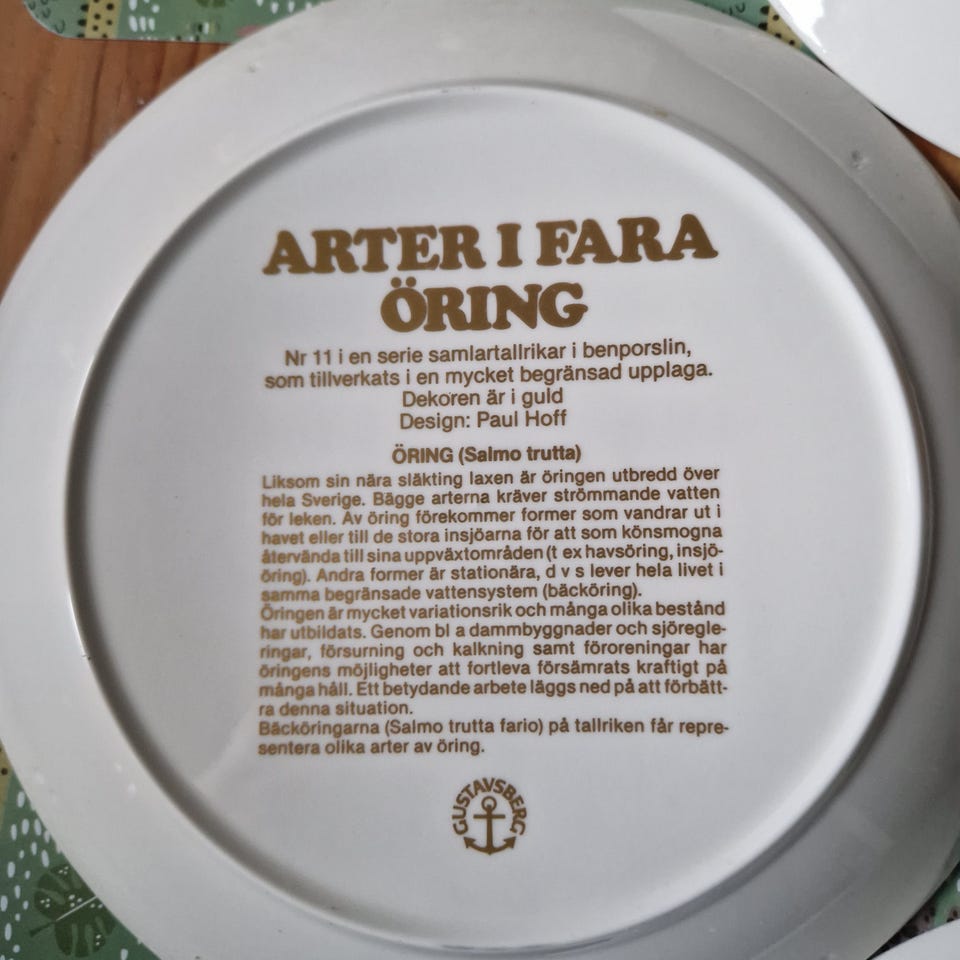 ARTER I FARA
ÖRING
Nr 11 i en serie samlartallrikar i benporslin,
som tillverkats i en mycket begränsad upplaga.
Dekoren är i guld
Design: Paul Hoff
ÖRING (Salmo trutta)
Liksom sin nära släkting laxen är öringen utbredd över
hela Sverige. Bägge arterna kräver strömmande vatten
för leken. Av öring förekommer former som vandrar ut i
havet eller till de stora insjöarna för att som könsmogna
återvända till sina uppväxtområden (t ex havsöring, insjö-
öring). Andra former är stationära, d v s lever hela livet i
samma begränsade vattensystem (bäcköring).
Öringen är mycket variationsrik och många olika bestånd
har utbildats. Genom bl a dammbyggnader och sjöregle-
ringar, försurning och kalkning samt föroreningar har
öringens möjligheter att fortleva försämrats kraftigt på
många håll. Ett betydande arbete läggs ned på att förbätt-
ra denna situation.
Bäcköringarna (Salmo trutta fario) på tallriken får repre-
sentera olika arter av öring.
GUSTAVSBERG